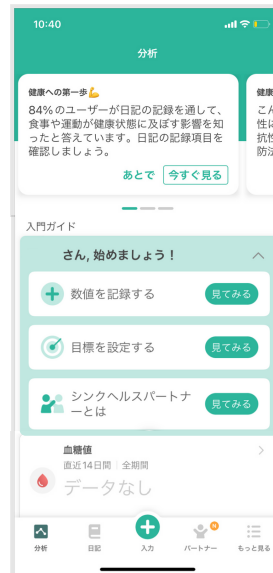 10:40
分析
健康への第一歩💪
84%のユーザーが日記の記録を通して、
食事や運動が健康状態に及ぼす影響を知
ったと答えています。日記の記録項目を
確認しましょう。
あとで 今すぐ見る
健康
こん
性に
抗性
防法
入門ガイド
さん, 始めましょう！
数値を記録する 見てみる
目標を設定する 見てみる
シンクヘルスパートナ
ーとは 見てみる
血糖値
直近14日間 全期間
データなし
分析 日記 入力 パートナー もっと見る